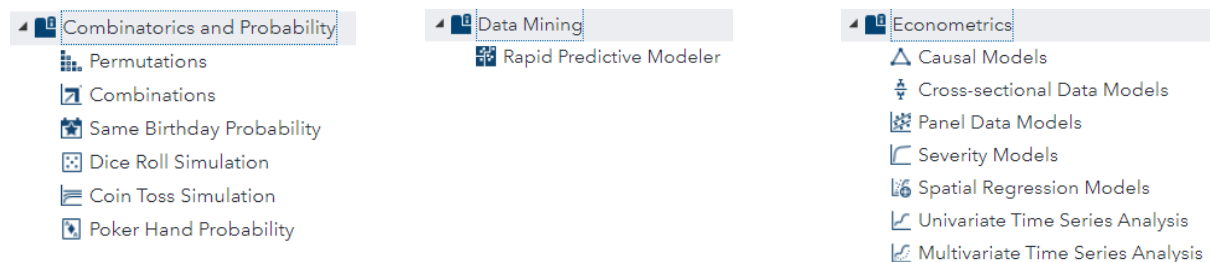 Combinatorics and Probability
Permutations
Combinations
Same Birthday Probability
Dice Roll Simulation
Coin Toss Simulation
Poker Hand Probability
Data Mining
Rapid Predictive Modeler
Econometrics
Causal Models
Cross-sectional Data Models
Panel Data Models
Severity Models
Spatial Regression Models
Univariate Time Series Analysis
Multivariate Time Series Analysis